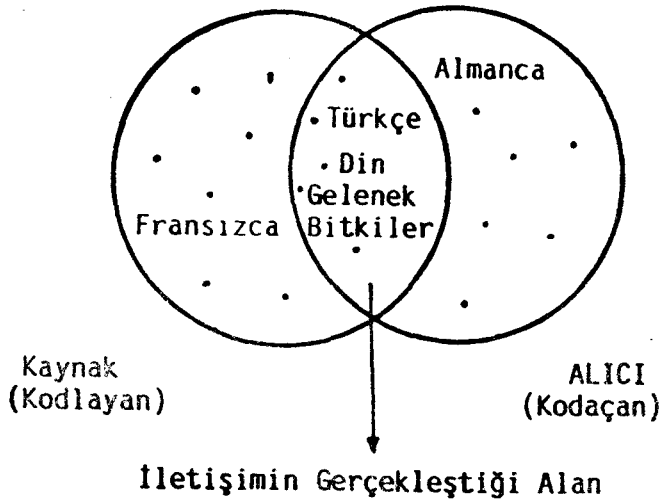 Almanca
Türkçe
Din
Gelenek
Fransızca Bitkiler
Kaynak
(Kodlayan)
ALICI
(Kodaçan)
İletişimin Gerçekleştiği Alan